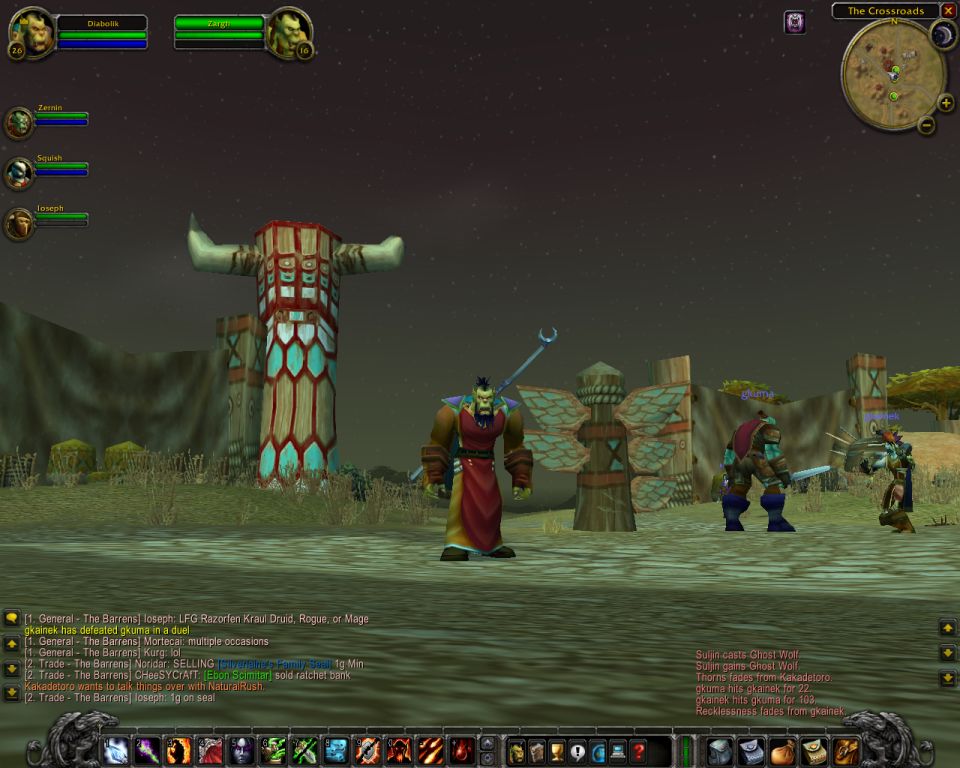 Diabolik
26
Zargh
16
The Crossroads
N
Zernin
Squish
Ioseph
gkuma
gkainek
[1. General - The Barrens] Ioseph: LFG Razorfen Kraul Druid, Rogue, or Mage
gkainek has defeated gkuma in a duel
[1. General - The Barrens] Mortecai: multiple occasions
[1. General - The Barrens] Kurg: lol
[2. Trade - The Barrens] Noridar: SELLING [Silverlaine's Family Seal] 1g Min
[2. Trade - The Barrens] CHeeSYCrAfT: [Ebon Scimitar] sold ratchet bank
Kakadetoro wants to talk things over with NaturalRush.
[2. Trade - The Barrens] Ioseph: 1g on seal
Suljin casts Ghost Wolf.
Suljin gains Ghost Wolf.
Thorns fades from Kakadetoro.
gkuma hits gkainek for 22.
gkainek hits gkuma for 103.
Recklessness fades from gkainek.